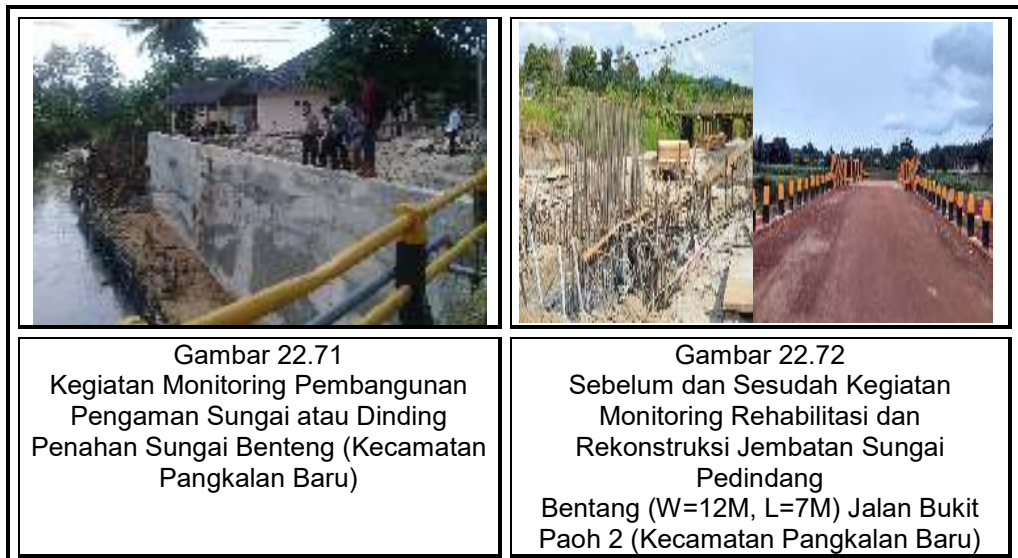 Gambar 22.71
Kegiatan Monitoring Pembangunan
Pengaman Sungai atau Dinding
Penahan Sungai Benteng (Kecamatan
Pangkalan Baru)
Gambar 22.72
Sebelum dan Sesudah Kegiatan
Monitoring Rehabilitasi dan
Rekonstruksi Jembatan Sungai
Pedindang
Bentang (W=12M, L=7M) Jalan Bukit
Paoh 2 (Kecamatan Pangkalan Baru)